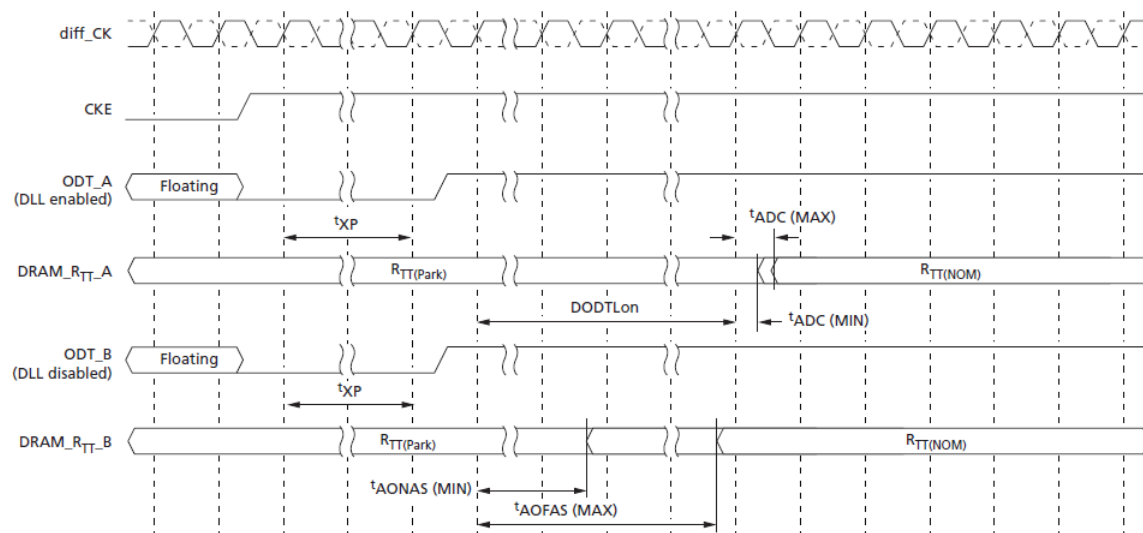 diff_CK
CKE
ODT_A
(DLL enabled)
Floating
tXP
tADC (MAX)
DRAM_RTT_A
RTT(Park)
RTT(NOM)
DODTLon
tADC (MIN)
ODT_B
(DLL disabled)
Floating
tXP
DRAM_RTT_B
RTT(Park)
RTT(NOM)
tAONAS (MIN)
tAOFAS (MAX)